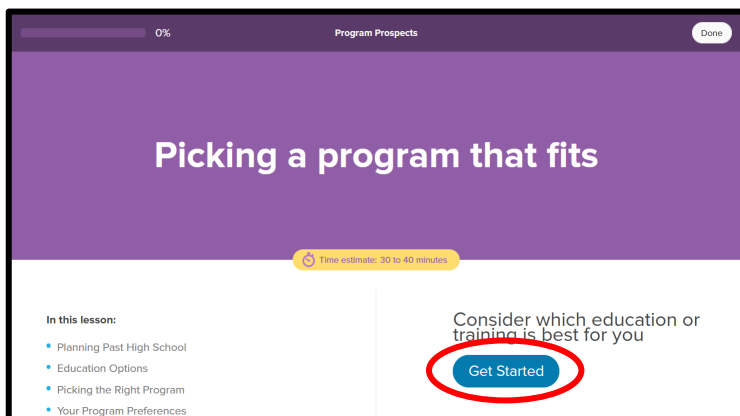 0%
Program Prospects
Done
Picking a program that fits
Time estimate: 30 to 40 minutes
In this lesson:
Planning Past High School
Education Options
Picking the Right Program
Your Program Preferences
Consider which education or
training is best for you
Get Started